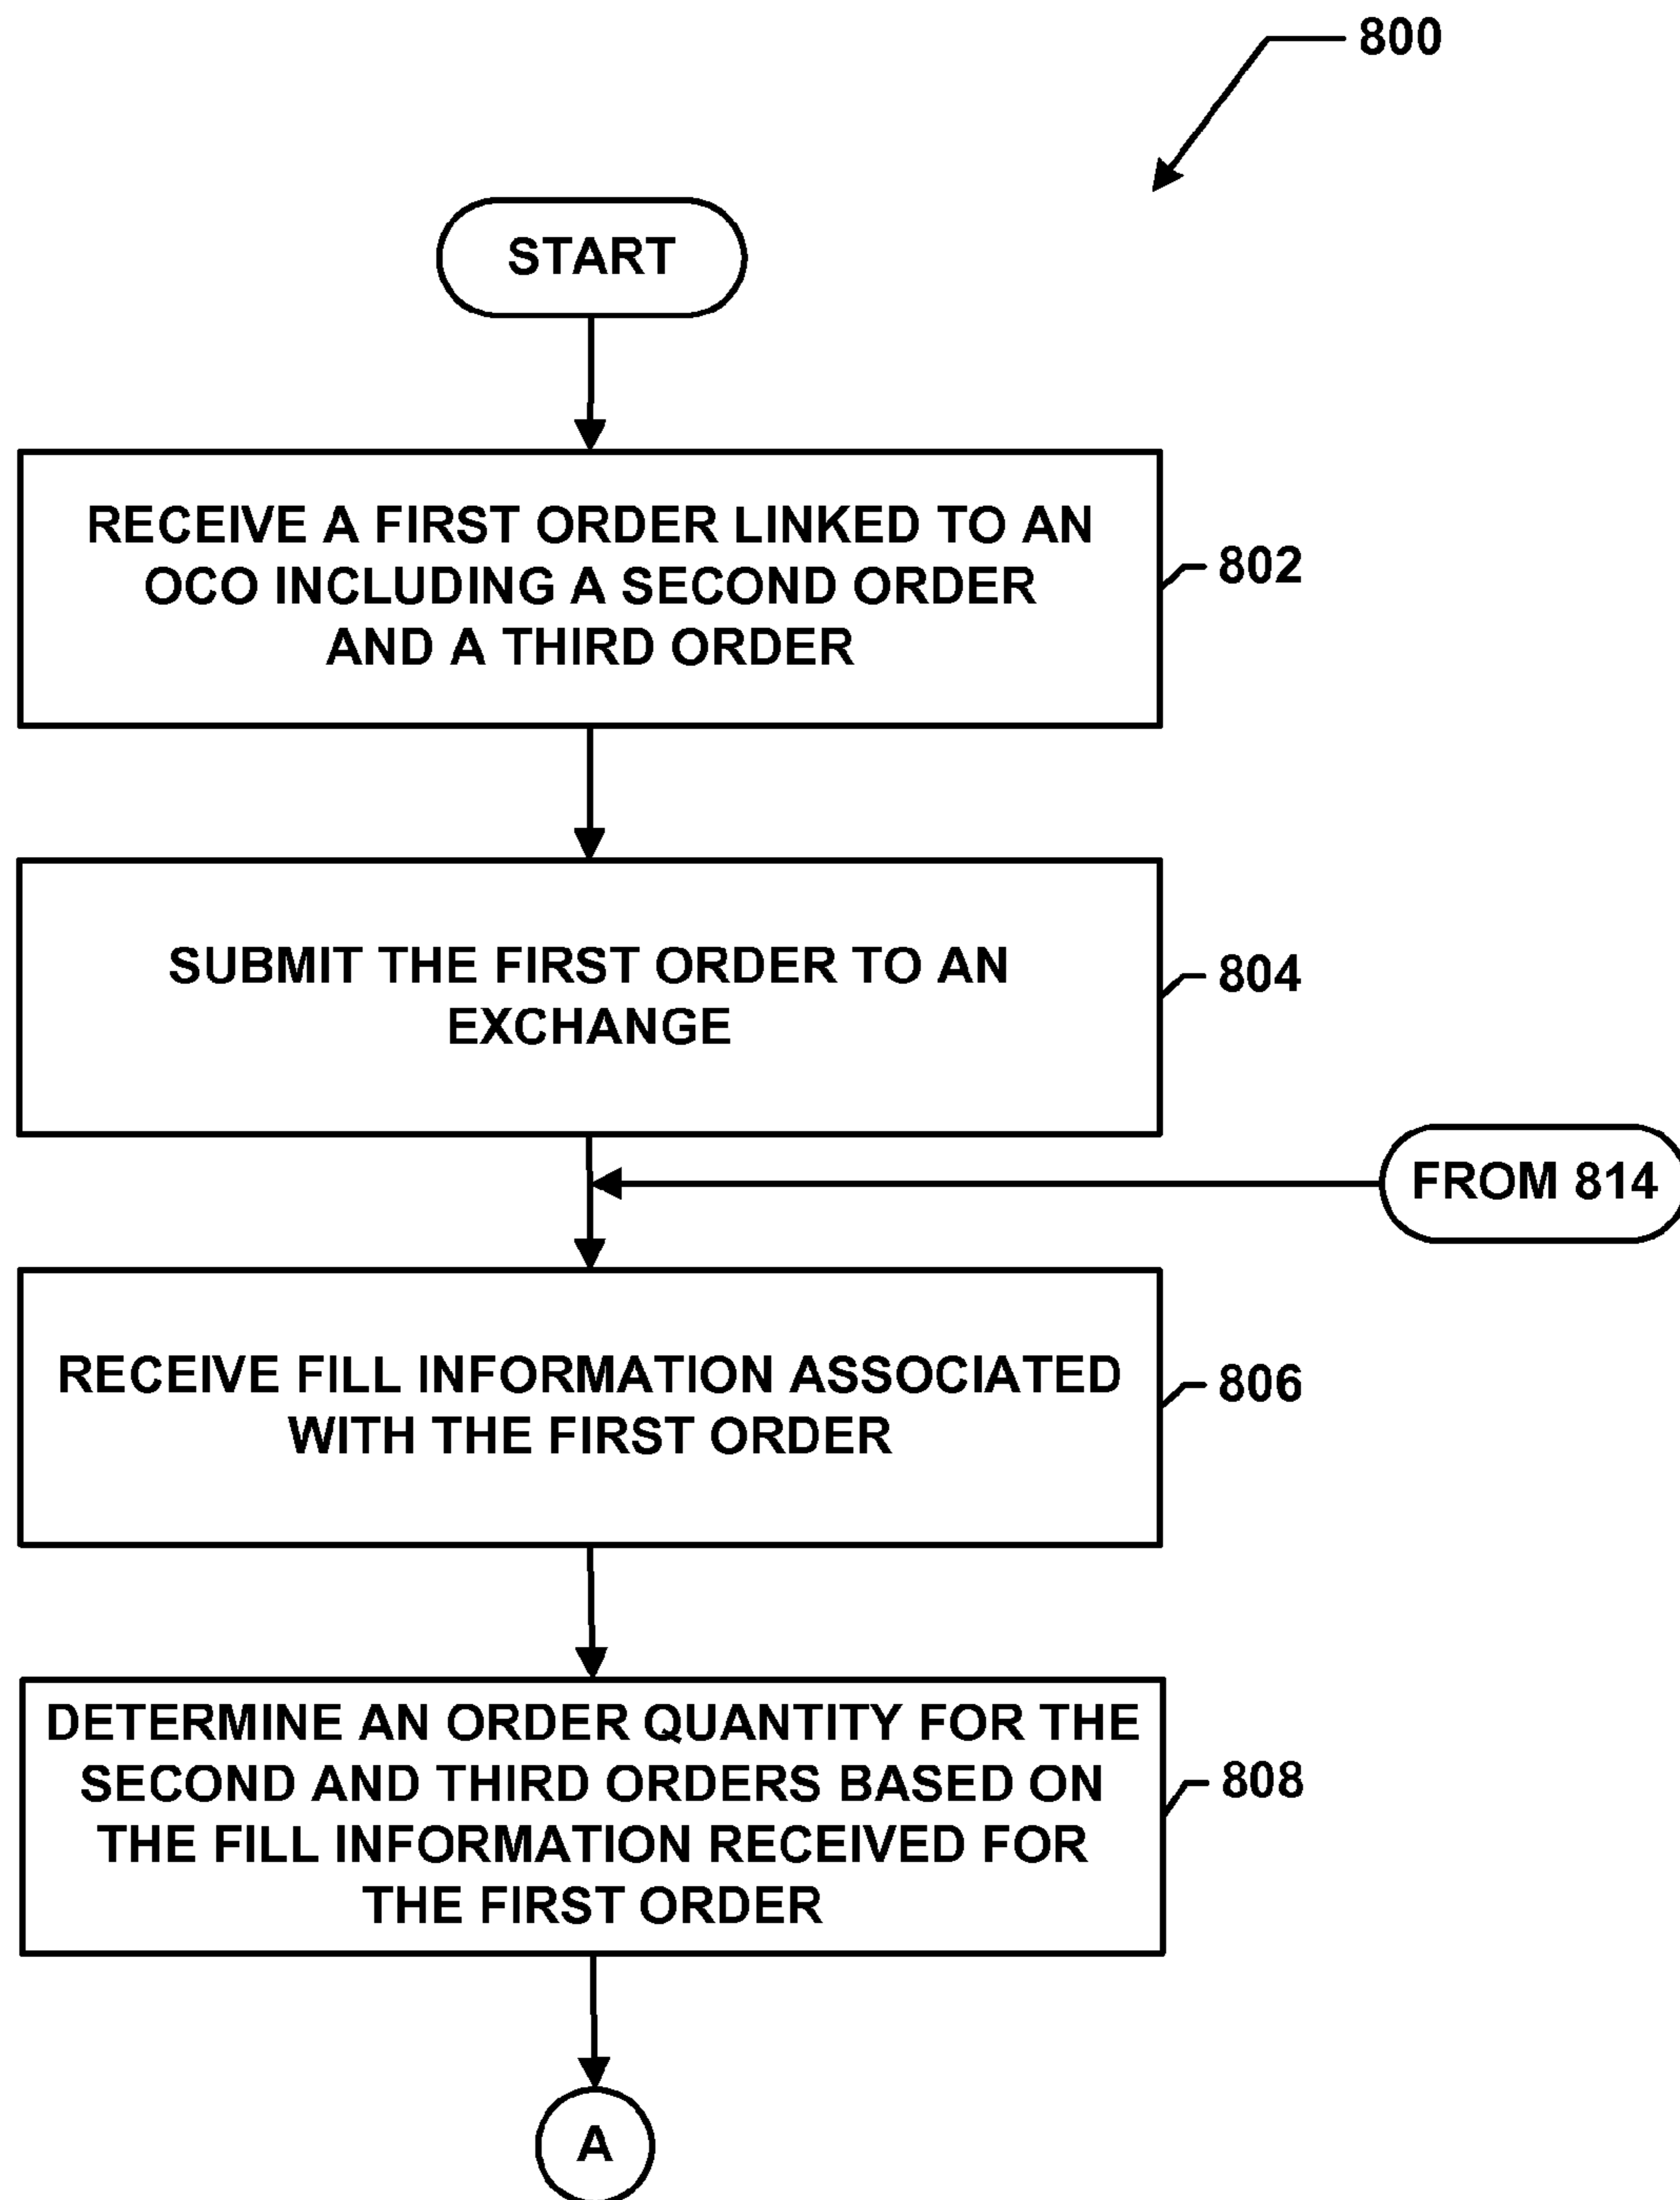 800
START
RECEIVE A FIRST ORDER LINKED TO AN
OCO INCLUDING A SECOND ORDER
AND A THIRD ORDER
802
SUBMIT THE FIRST ORDER TO AN
EXCHANGE
804
FROM 814
RECEIVE FILL INFORMATION ASSOCIATED
WITH THE FIRST ORDER
806
DETERMINE AN ORDER QUANTITY FOR THE
SECOND AND THIRD ORDERS BASED ON
THE FILL INFORMATION RECEIVED FOR
THE FIRST ORDER
808
A